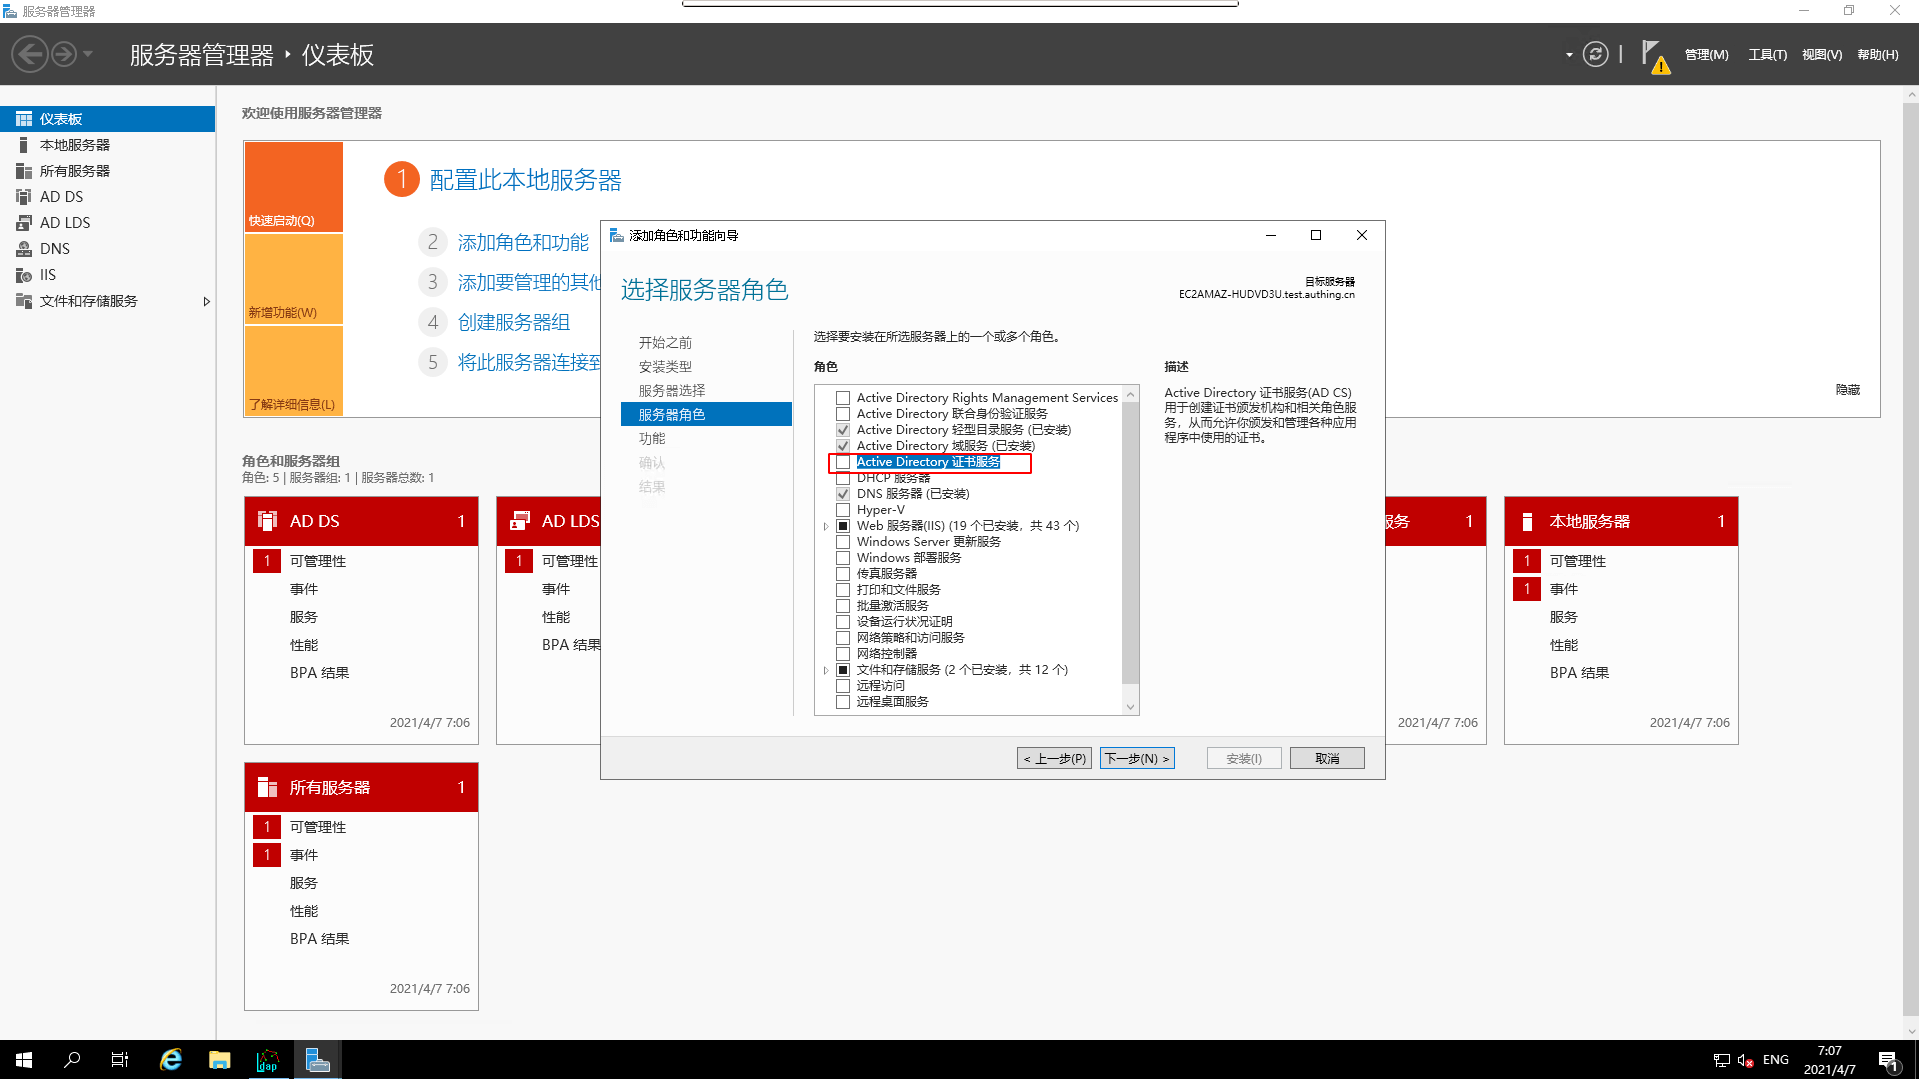 服务器管理器
服务器管理器 ‣ 仪表板
管理(M) 工具(T) 视图(V) 帮助(H)
仪表板
本地服务器
所有服务器
AD DS
AD LDS
DNS
IIS
文件和存储服务
欢迎使用服务器管理器
快速启动(Q)
新增功能(W)
了解详细信息(L)
1 配置此本地服务器
2 添加角色和功能
3 添加要管理的其他
4 创建服务器组
5 将此服务器连接到
隐藏
角色和服务器组
角色: 5 | 服务器组: 1 | 服务器总数: 1
AD DS 1
1 可管理性
事件
服务
性能
BPA 结果
2021/4/7 7:06
AD LDS
1 可管理性
事件
性能
BPA 结果
服务 1
2021/4/7 7:06
本地服务器 1
1 可管理性
1 事件
服务
性能
BPA 结果
2021/4/7 7:06
所有服务器 1
1 可管理性
1 事件
服务
性能
BPA 结果
2021/4/7 7:06
添加角色和功能向导
选择服务器角色
目标服务器
EC2AMAZ-HUDVD3U.test.authing.cn
开始之前
安装类型
服务器选择
服务器角色
功能
确认
结果
选择要安装在所选服务器上的一个或多个角色。
角色
Active Directory Rights Management Services
Active Directory 联合身份验证服务
Active Directory 轻型目录服务 (已安装)
Active Directory 域服务 (已安装)
Active Directory 证书服务
DHCP 服务器
DNS 服务器 (已安装)
Hyper-V
Web 服务器(IIS) (19 个已安装，共 43 个)
Windows Server 更新服务
Windows 部署服务
传真服务器
打印和文件服务
批量激活服务
设备运行状况证明
网络策略和访问服务
网络控制器
文件和存储服务 (2 个已安装，共 12 个)
远程访问
远程桌面服务
描述
Active Directory 证书服务(AD CS)
用于创建证书颁发机构和相关角色服
务，从而允许你颁发和管理各种应用
程序中使用的证书。
< 上一步(P) 下一步(N) > 安装(I) 取消
ldap
ENG
7:07
2021/4/7
1